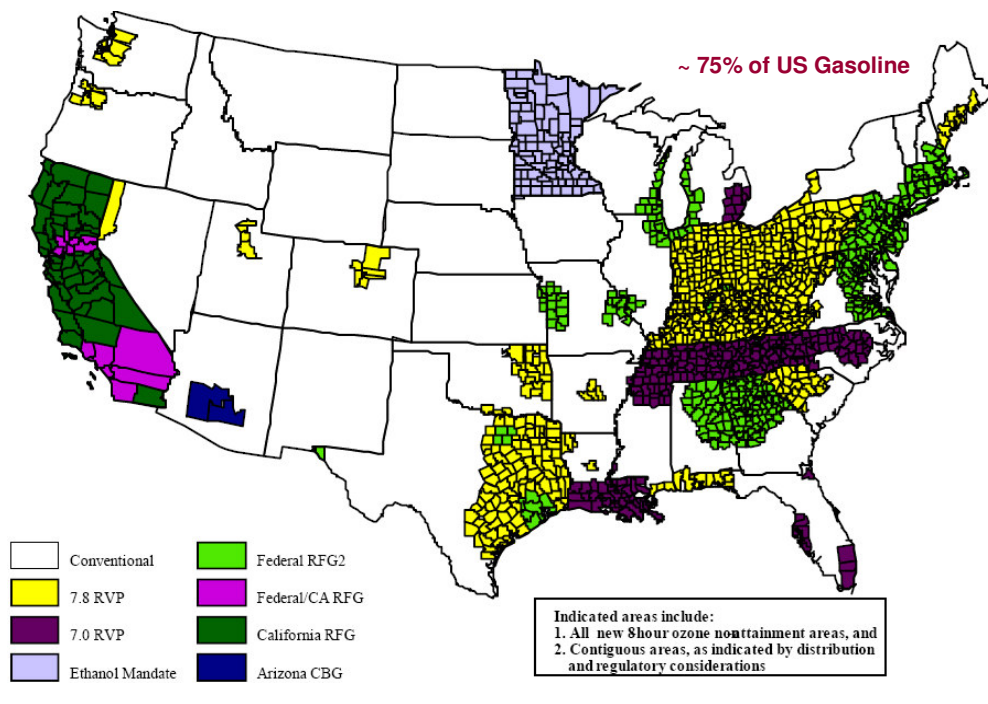 ~ 75% of US Gasoline
Conventional
7.8 RVP
7.0 RVP
Ethanol Mandate
Federal RFG2
Federal/CA RFG
California RFG
Arizona CBG
Indicated areas include:
1. All new 8hour ozone nonattainment areas, and
2. Contiguous areas, as indicated by distribution
and regulatory considerations